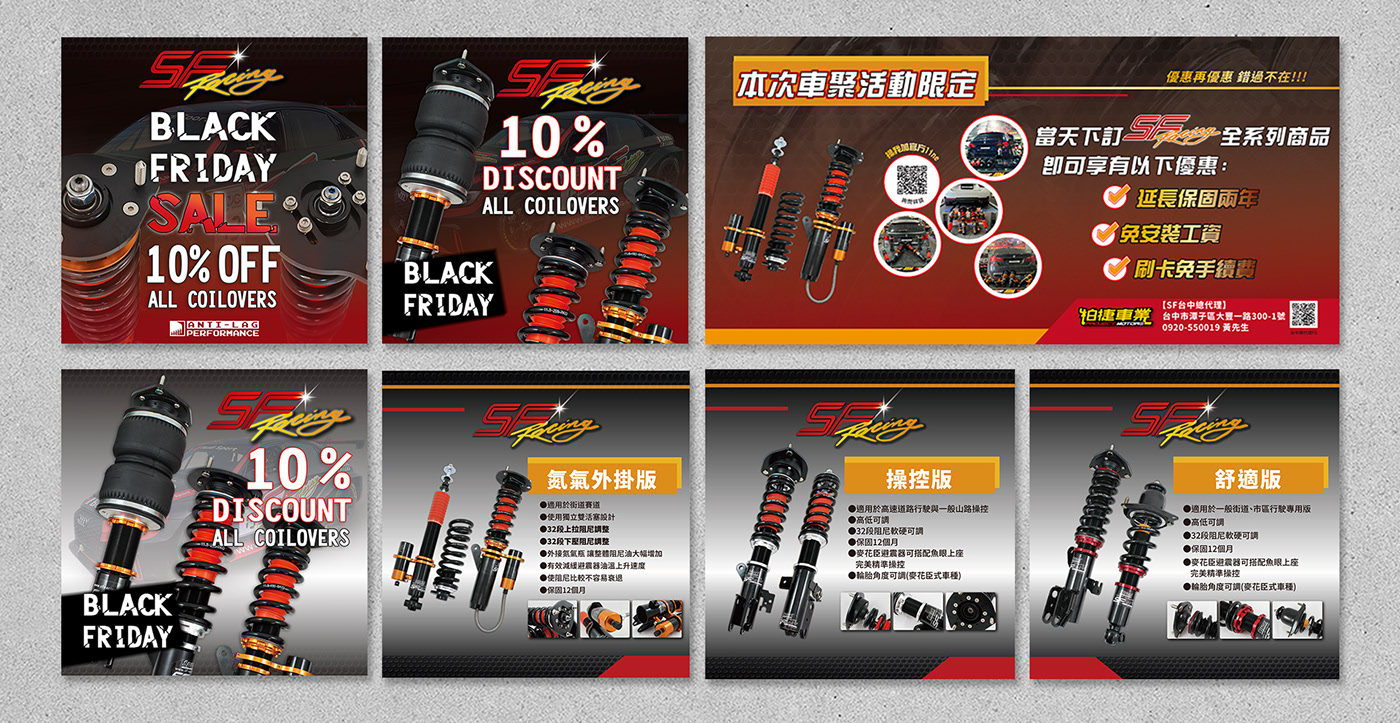 SF Racing
BLACK
FRIDAY
SALE
10% OFF
ALL COILOVERS
ANTI-LAG
PERFORMANCE
SF Racing
10%
DISCOUNT
ALL COILOVERS
BLACK
FRIDAY
本次車聚活動限定
優惠再優惠 錯過不在!!!
當天下訂 SF Racing 全系列商品
即可享有以下優惠:
延長保固兩年
免安裝工資
刷卡免手續費
柏捷車業
MOTORS
【SF台中總代理】
台中市潭子區大豐一路300-1號
0920-550019 黃先生
SF Racing
10%
DISCOUNT
ALL COILOVERS
BLACK
FRIDAY
SF Racing
氮氣外掛版
●適用於街道賽道
●使用獨立雙活塞設計
●32段上拉阻尼調整
●32段下壓阻尼調整
●外接氮氣瓶 讓整體阻尼油大幅增加
●有效減緩避震器油溫上升速度
●使阻尼比較不容易衰退
●保固12個月
SF Racing
操控版
●適用於高速道路行駛與一般山路操控
●高低可調
●32段阻尼軟硬可調
●保固12個月
●麥花臣避震器可搭配魚眼上座
完美精準操控
●輪胎角度可調(麥花臣式車種)
SF Racing
舒適版
●適用於一般街道、市區行駛專用版
●高低可調
●32段阻尼軟硬可調
●保固12個月
●麥花臣避震器可搭配魚眼上座
完美精準操控
●輪胎角度可調(麥花臣式車種)